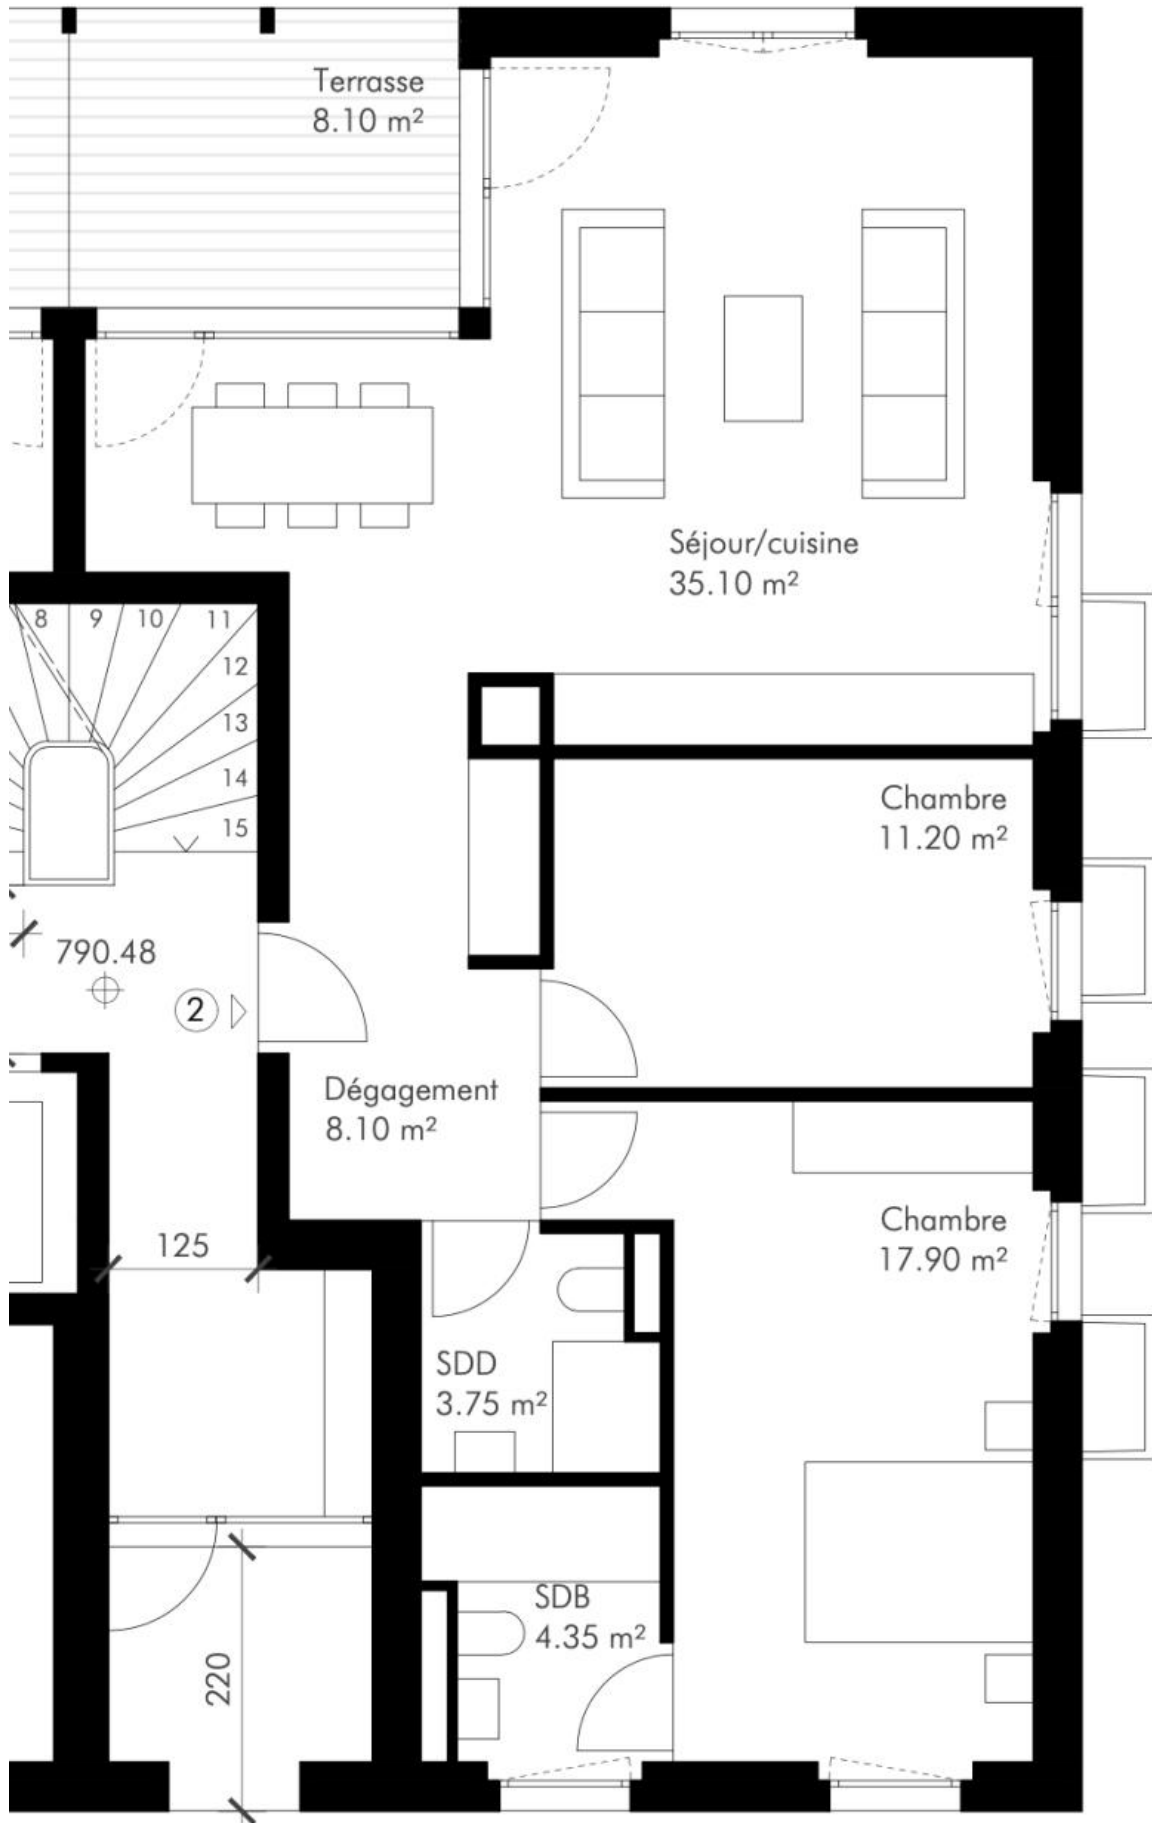 Terrasse
8.10 m²
Séjour/cuisine
35.10 m²
8
9
10
11
12
13
14
15
Chambre
11.20 m²
790.48
2
Dégagement
8.10 m²
Chambre
17.90 m²
125
SDD
3.75 m²
SDB
4.35 m²
220